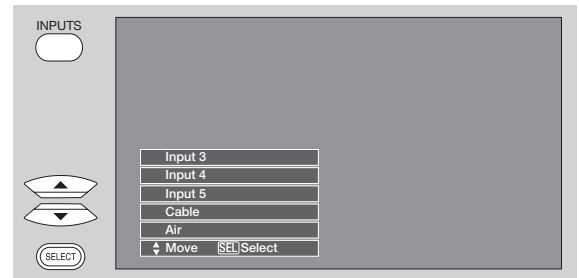 INPUTS
Input 3
Input 4
Input 5
Cable
Air
Move SEL Select
SELECT